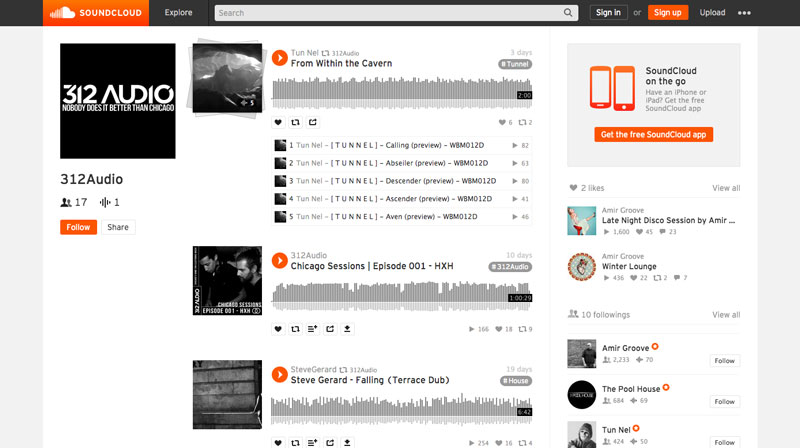 SOUNDCLOUD
Explore
Search
Sign in or Sign up
Upload
312 AUDIO
NOBODY DOES IT BETTER THAN CHICAGO
312Audio
17 1
Follow
Share
5
Tun Nel 312Audio
3 days
From Within the Cavern
# Tunnel
2:00
6 2
1 Tun Nel – [ T U N N E L ] – Calling (preview) – WBM012D 82
2 Tun Nel – [ T U N N E L ] – Abseiler (preview) – WBM012D 63
3 Tun Nel – [ T U N N E L ] – Descender (preview) – WBM012D 80
4 Tun Nel – [ T U N N E L ] – Ascender (preview) – WBM012D 41
5 Tun Nel – [ T U N N E L ] – Aven (preview) – WBM012D 46
312 AUDIO
CHICAGO SESSIONS
EPISODE 001 - HXH
312Audio
10 days
Chicago Sessions | Episode 001 - HXH
# 312Audio
1:00:29
166 18 9
SteveGerard 312Audio
19 days
Steve Gerard - Falling (Terrace Dub)
# House
6:42
254 16 4
SoundCloud
on the go
Have an iPhone or
iPad? Get the free
SoundCloud app
Get the free SoundCloud app
2 likes
View all
Amir Groove
Late Night Disco Session by Amir ...
1,600 45 23
Amir Groove
Winter Lounge
436 22 2 7
10 followings
View all
Amir Groove
2,233 70
Follow
The Pool House
684 69
Follow
Tun Nel
424 50
Follow